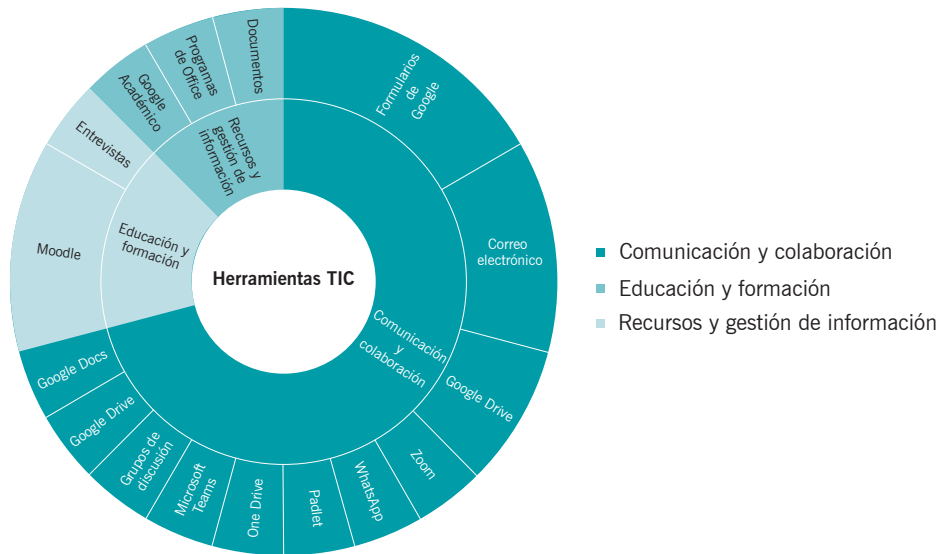 Documentos
Programas
de Office
Google
Académico
Entrevistas
Moodle
Formularios
de
Google
Correo
electrónico
Google Drive
Zoom
WhatsApp
Padlet
One Drive
Microsoft
Teams
Grupos de
discusión
Google Drive
Google Docs
Recursos y
gestión de
información
Educación y
formación
Comunicación
y
colaboración
Herramientas TIC
Comunicación y colaboración
Educación y formación
Recursos y gestión de información